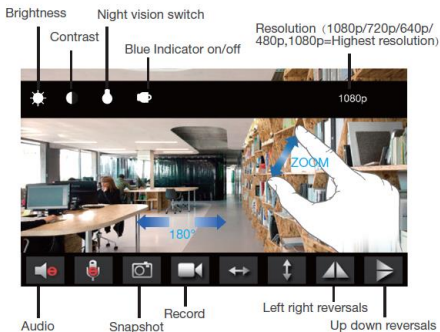 Brightness
Night vision switch
Contrast
Blue Indicator on/off
Resolution（1080p/720p/640p/
480p,1080p=Highest resolution）
1080p
ZOOM
180°
Audio
Snapshot
Record
Left right reversals
Up down reversals